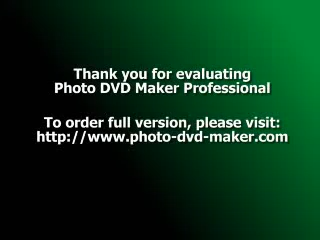 Thank you for evaluating
Photo DVD Maker Professional
To order full version, please visit:
http://www.photo-dvd-maker.com